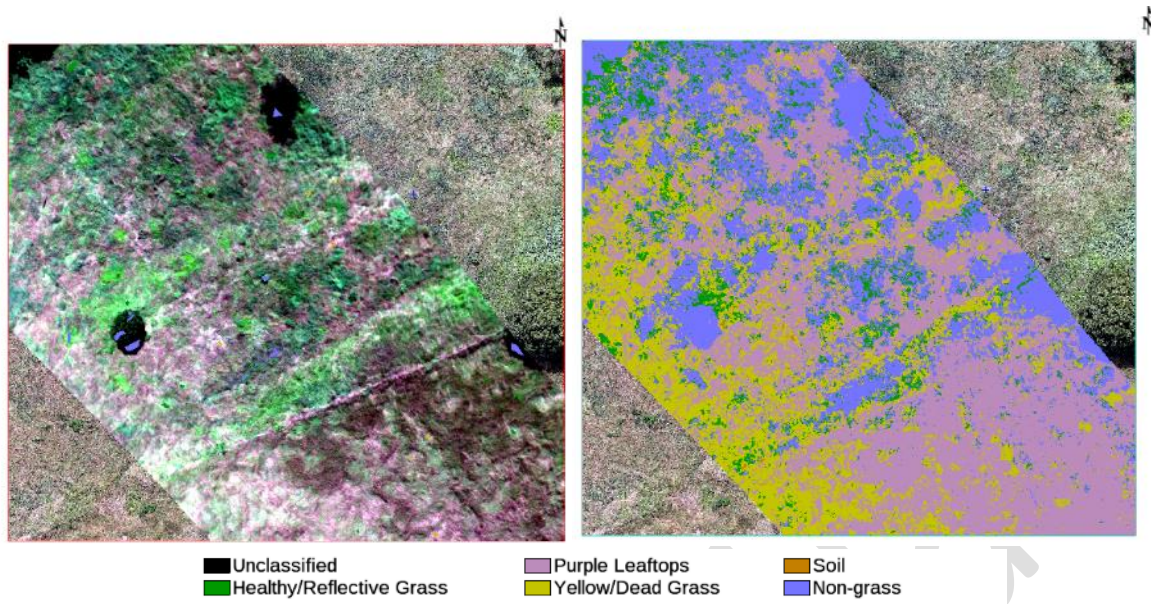 N
N
Unclassified
Purple Leaftops
Soil
Healthy/Reflective Grass
Yellow/Dead Grass
Non-grass